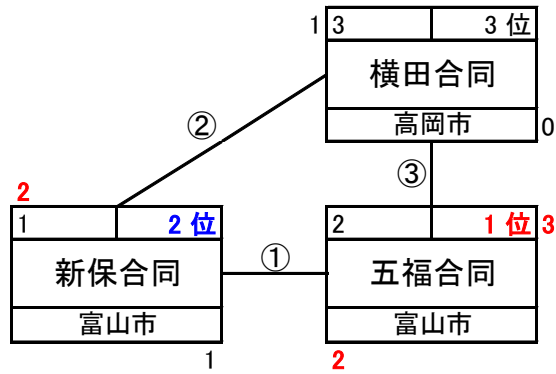 1 3 3 位
横田合同
高岡市 0
②
③
2
1 2 位
新保合同
富山市
1
①
2 1 位 3
五福合同
富山市
2